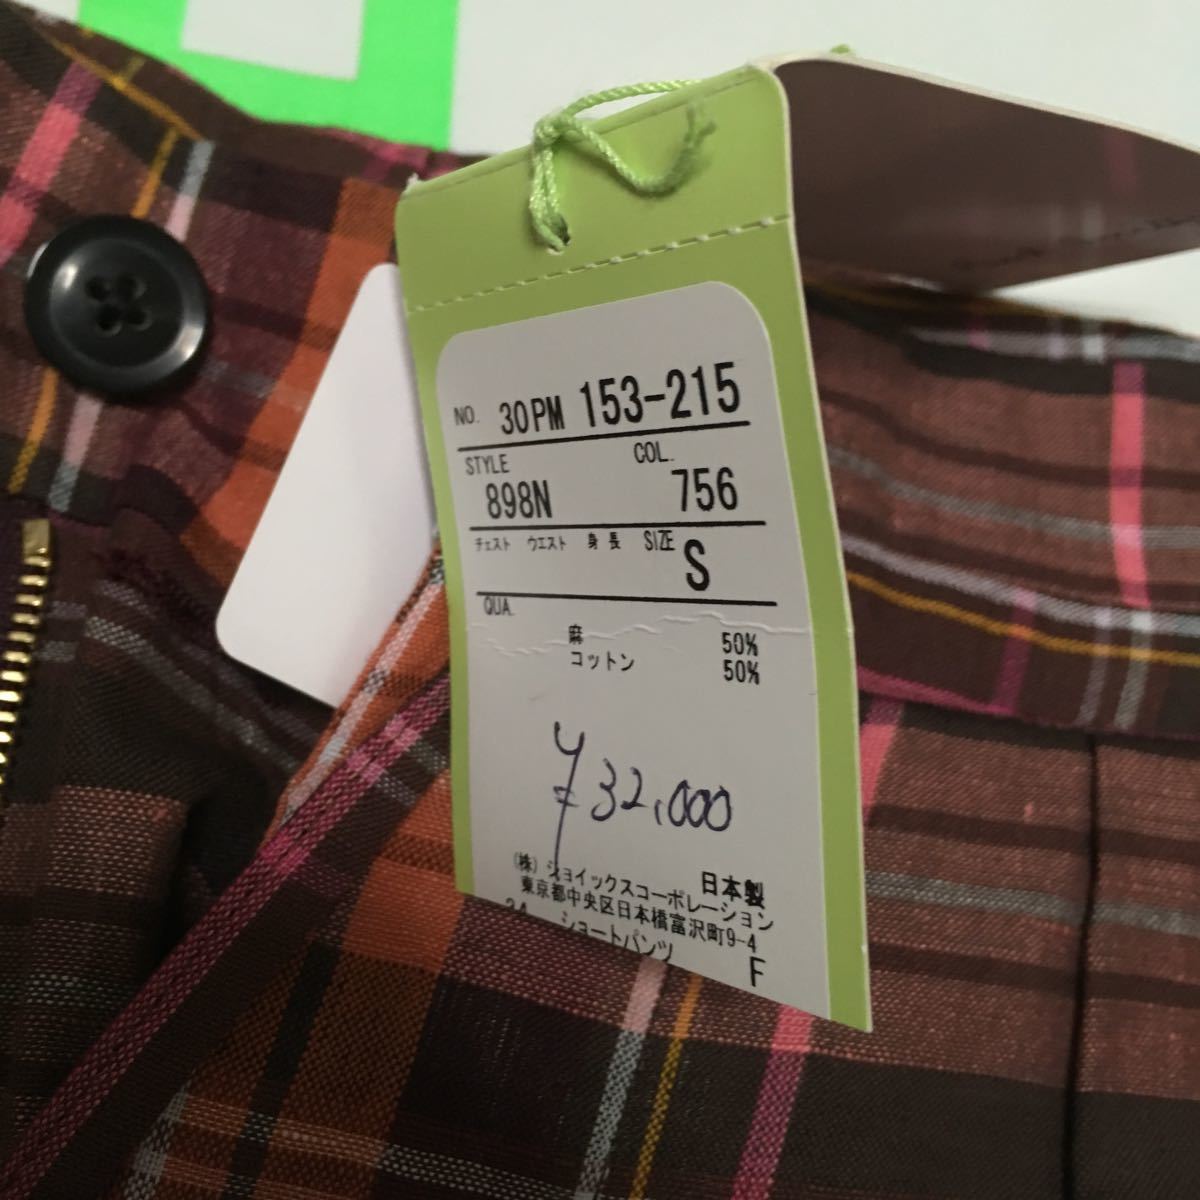 NO. 30PM 153-215
STYLE COL.
898N 756
チェスト ウエスト 身長 SIZE
S
QUA.
麻 50%
コットン 50%
¥32,000
日本製
(株)ジョイックスコーポレーション
東京都中央区日本橋富沢町9-4
ショートパンツ
F